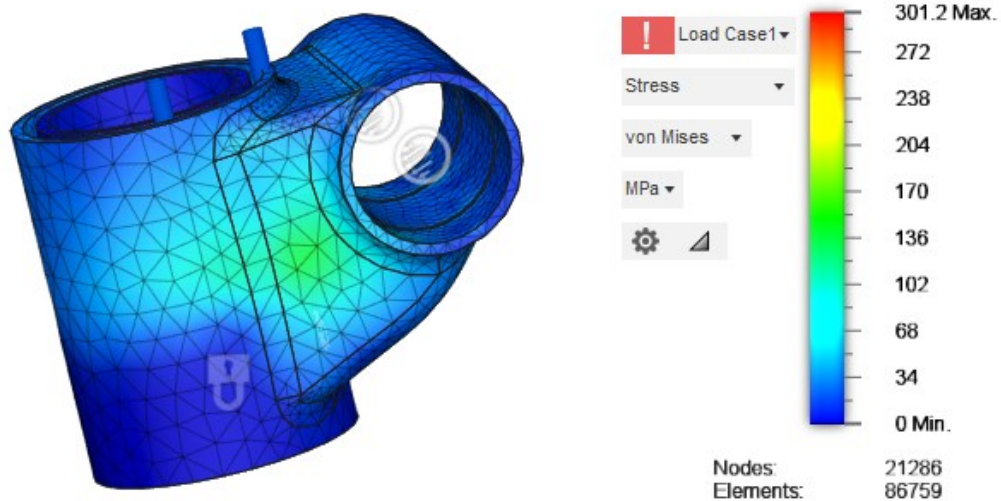 301.2 Max.
! Load Case1
272
Stress
238
von Mises
204
MPa
170
136
102
68
34
0 Min.
Nodes: 21286
Elements: 86759